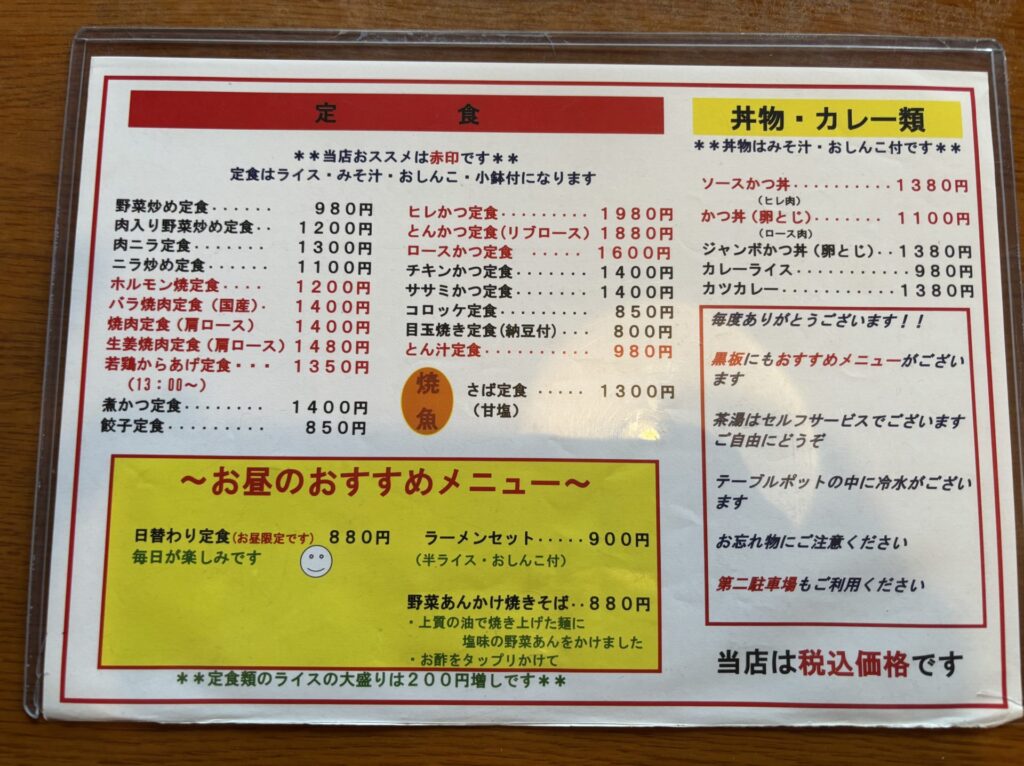 定食
**当店おススメは赤印です**
定食はライス・みそ汁・おしんこ・小鉢付になります
野菜炒め定食・・・・・・ 980円
肉入り野菜炒め定食・・ 1200円
肉ニラ定食・・・・・・・ 1300円
ニラ炒め定食・・・・・・ 1100円
ホルモン焼定食・・・・ 1200円
バラ焼肉定食(国産)・ 1400円
焼肉定食(肩ロース) 1400円
生姜焼肉定食(肩ロース) 1480円
若鶏からあげ定食・・・ 1350円
(13:00~)
煮かつ定食・・・・・・・・ 1400円
餃子定食・・・・・・・・・ 850円
ヒレかつ定食・・・・・・・・・ 1980円
とんかつ定食(リブロース) 1880円
ロースかつ定食 ・・・・・ 1600円
チキンかつ定食・・・・・・・・ 1400円
ササミかつ定食・・・・・・・・ 1400円
コロッケ定食・・・・・・・・・ 850円
目玉焼き定食(納豆付)・・・ 800円
とん汁定食・・・・・・・・・・ 980円
焼魚
さば定食 ・・・・・ 1300円
(甘塩)
~お昼のおすすめメニュー~
日替わり定食(お昼限定です) 880円
毎日が楽しみです
ラーメンセット・・・・・900円
(半ライス・おしんこ付)
野菜あんかけ焼きそば・・880円
・上質の油で焼き上げた麺に
塩味の野菜あんをかけました
・お酢をタップリかけて
**定食類のライスの大盛りは200円増しです**
丼物・カレー類
**丼物はみそ汁・おしんこ付です**
ソースかつ丼・・・・・・・・・・1380円
(ヒレ肉)
かつ丼(卵とじ)・・・・・・・1100円
(ロース肉)
ジャンボかつ丼(卵とじ)・・1380円
カレーライス・・・・・・・・・・・980円
カツカレー・・・・・・・・・・・1380円
毎度ありがとうございます!!
黒板にもおすすめメニューがござい
ます
茶湯はセルフサービスでございます
ご自由にどうぞ
テーブルポットの中に冷水がござい
ます
お忘れ物にご注意ください
第二駐車場もご利用ください
当店は税込価格です